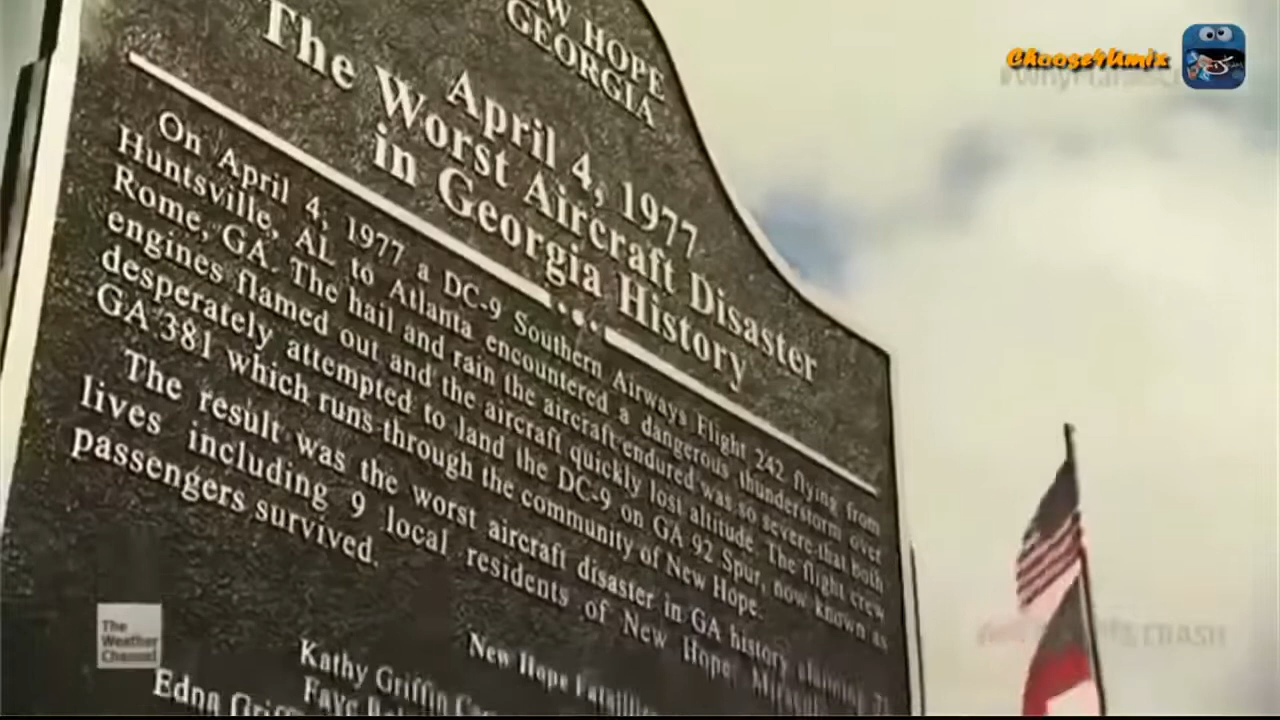 NEW HOPE
GEORGIA
April 4, 1977
The Worst Aircraft Disaster
in Georgia History
On April 4, 1977 a DC-9 Southern Airways Flight 242 flying from
Huntsville, AL to Atlanta encountered a dangerous thunderstorm over
Rome, GA. The hail and rain the aircraft endured was so severe that both
engines flamed out and the aircraft quickly lost altitude. The flight crew
desperately attempted to land the DC-9 on GA 92 Spur, now known as
GA 381 which runs through the community of New Hope.
The result was the worst aircraft disaster in GA history claiming 71
lives including 9 local residents of New Hope.
passengers survived.
New Hope
Kathy Griffin
Faye
Edna
The
Weather
Channel
Choose4Umix